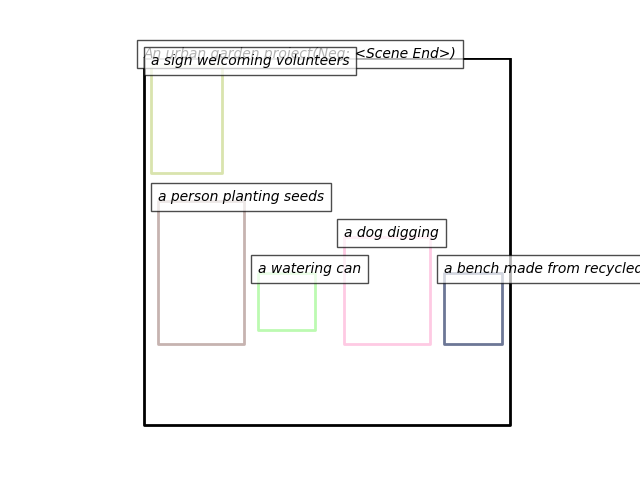 An urban garden project(Neg: <Scene End>)
a sign welcoming volunteers
a person planting seeds
a dog digging
a watering can
a bench made from recycled